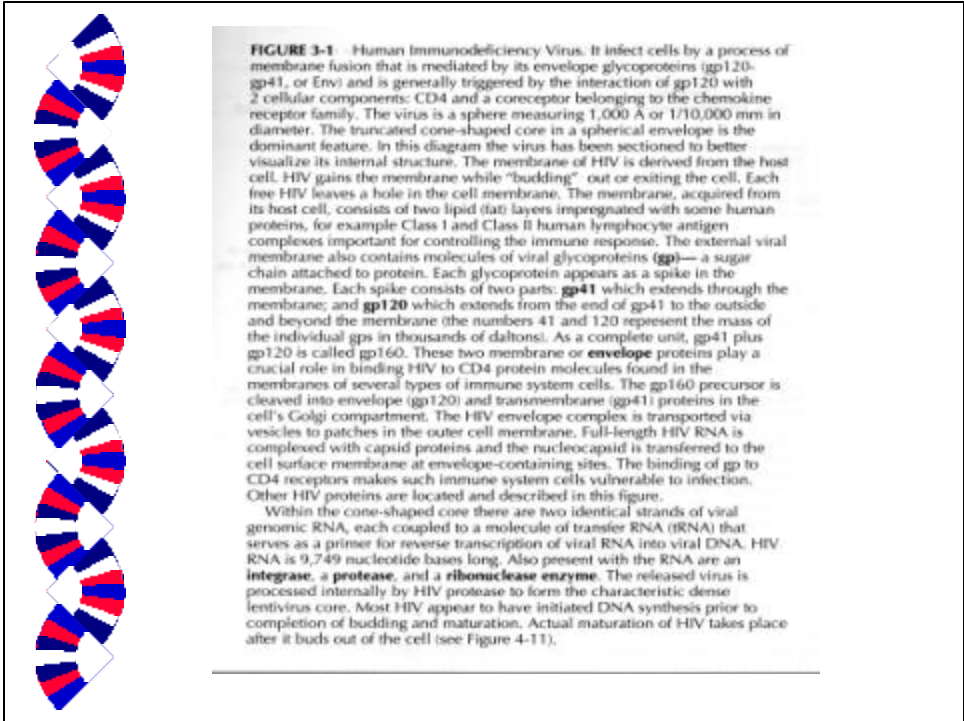 FIGURE 3-1 Human Immunodeficiency Virus. It infect cells by a process of
membrane fusion that is mediated by its envelope glycoproteins (gp120-
gp41, or Env) and is generally triggered by the interaction of gp120 with
2 cellular components: CD4 and a coreceptor belonging to the chemokine
receptor family. The virus is a sphere measuring 1,000 A or 1/10,000 mm in
diameter. The truncated cone-shaped core in a spherical envelope is the
dominant feature. In this diagram the virus has been sectioned to better
visualize its internal structure. The membrane of HIV is derived from the host
cell. HIV gains the membrane while "budding" out or exiting the cell. Each
free HIV leaves a hole in the cell membrane. The membrane, acquired from
its host cell, consists of two lipid (fat) layers impregnated with some human
proteins, for example Class I and Class II human lymphocyte antigen
complexes important for controlling the immune response. The external viral
membrane also contains molecules of viral glycoproteins (gp)— a sugar
chain attached to protein. Each glycoprotein appears as a spike in the
membrane. Each spike consists of two parts: gp41 which extends through the
membrane; and gp120 which extends from the end of gp41 to the outside
and beyond the membrane (the numbers 41 and 120 represent the mass of
the individual gps in thousands of daltons). As a complete unit, gp41 plus
gp120 is called gp160. These two membrane or envelope proteins play a
crucial role in binding HIV to CD4 protein molecules found in the
membranes of several types of immune system cells. The gp160 precursor is
cleaved into envelope (gp120) and transmembrane (gp41) proteins in the
cell's Golgi compartment. The HIV envelope complex is transported via
vesicles to patches in the outer cell membrane. Full-length HIV RNA is
complexed with capsid proteins and the nucleocapsid is transferred to the
cell surface membrane at envelope-containing sites. The binding of gp to
CD4 receptors makes such immune system cells vulnerable to infection.
Other HIV proteins are located and described in this figure.
Within the cone-shaped core there are two identical strands of viral
genomic RNA, each coupled to a molecule of transfer RNA (tRNA) that
serves as a primer for reverse transcription of viral RNA into viral DNA. HIV
RNA is 9,749 nucleotide bases long. Also present with the RNA are an
integrase, a protease, and a ribonuclease enzyme. The released virus is
processed internally by HIV protease to form the characteristic dense
lentivirus core. Most HIV appear to have initiated DNA synthesis prior to
completion of budding and maturation. Actual maturation of HIV takes place
after it buds out of the cell (see Figure 4-11).